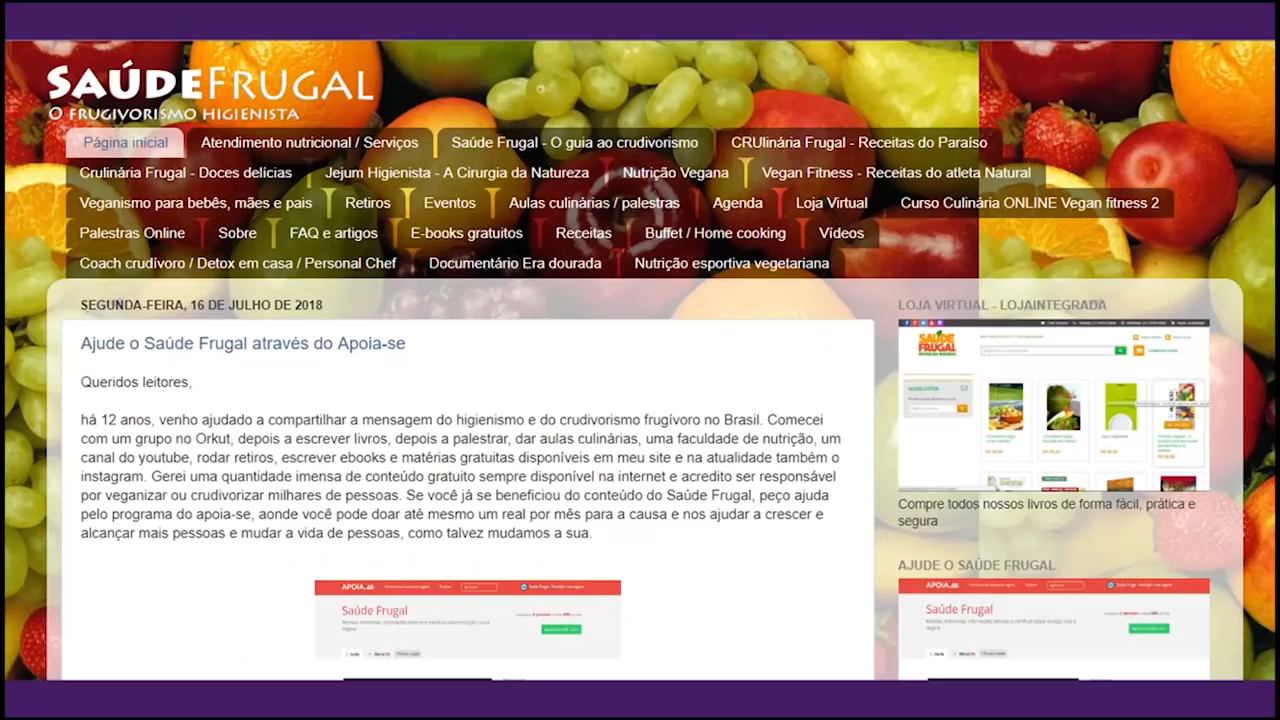 SAÚDEFRUGAL
O FRUGIVORISMO HIGIENISTA
Página inicial Atendimento nutricional / Serviços Saúde Frugal - O guia ao crudivorismo CRUlinária Frugal - Receitas do Paraíso
Crulinária Frugal - Doces delícias Jejum Higienista - A Cirurgia da Natureza Nutrição Vegana Vegan Fitness - Receitas do atleta Natural
Veganismo para bebês, mães e pais Retiros Eventos Aulas culinárias / palestras Agenda Loja Virtual Curso Culinária ONLINE Vegan fitness 2
Palestras Online Sobre FAQ e artigos E-books gratuitos Receitas Buffet / Home cooking Vídeos
Coach crudívoro / Detox em casa / Personal Chef Documentário Era dourada Nutrição esportiva vegetariana
SEGUNDA-FEIRA, 16 DE JULHO DE 2018
Ajude o Saúde Frugal através do Apoia-se
Queridos leitores,
há 12 anos, venho ajudado a compartilhar a mensagem do higienismo e do crudivorismo frugívoro no Brasil. Comecei
com um grupo no Orkut, depois a escrever livros, depois a palestrar, dar aulas culinárias, uma faculdade de nutrição, um
canal do youtube, rodar retiros, escrever e-books e matérias gratuitas disponíveis em meu site e na atualidade também o
instagram. Gerei uma quantidade imensa de conteúdo gratuito sempre disponível na internet e acredito ser responsável
por veganizar ou crudivorizar milhares de pessoas. Se você já se beneficiou do conteúdo do Saúde Frugal, peço ajuda
pelo programa do apoia-se, aonde você pode doar até mesmo um real por mês para a causa e nos ajudar a crescer e
alcançar mais pessoas e mudar a vida de pessoas, como talvez mudamos a sua.
APOIA.se
Saúde Frugal
LOJA VIRTUAL - LOJAINTEGRADA
SAÚDE
FRUGAL
NEWSLETTER
Compre todos nossos livros de forma fácil, prática e
segura
AJUDE O SAÚDE FRUGAL
APOIA.se
Saúde Frugal